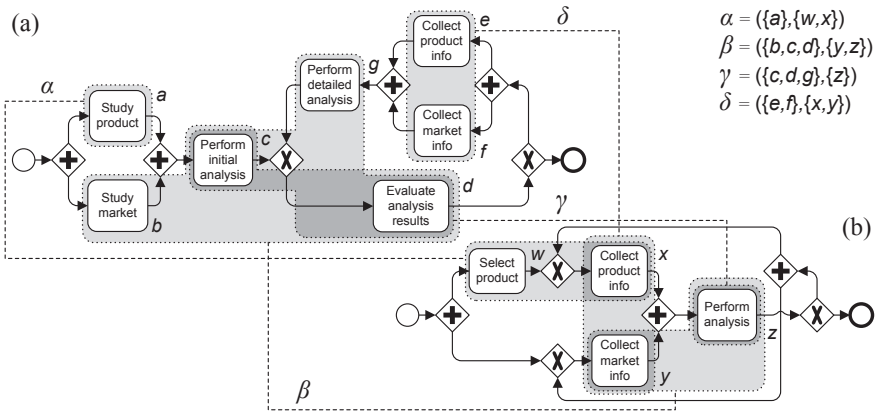 (a)
α
Study
product
a
Study
market
b
Perform
initial
analysis
c
Perform
detailed
analysis
g
Collect
product
info
e
Collect
market
info
f
δ
Evaluate
analysis
results
d
γ
α = ({a},{w,x})
β = ({b,c,d},{y,z})
γ = ({c,d,g},{z})
δ = ({e,f},{x,y})
(b)
Select
product
w
Collect
product
info
x
Collect
market
info
y
Perform
analysis
z
β